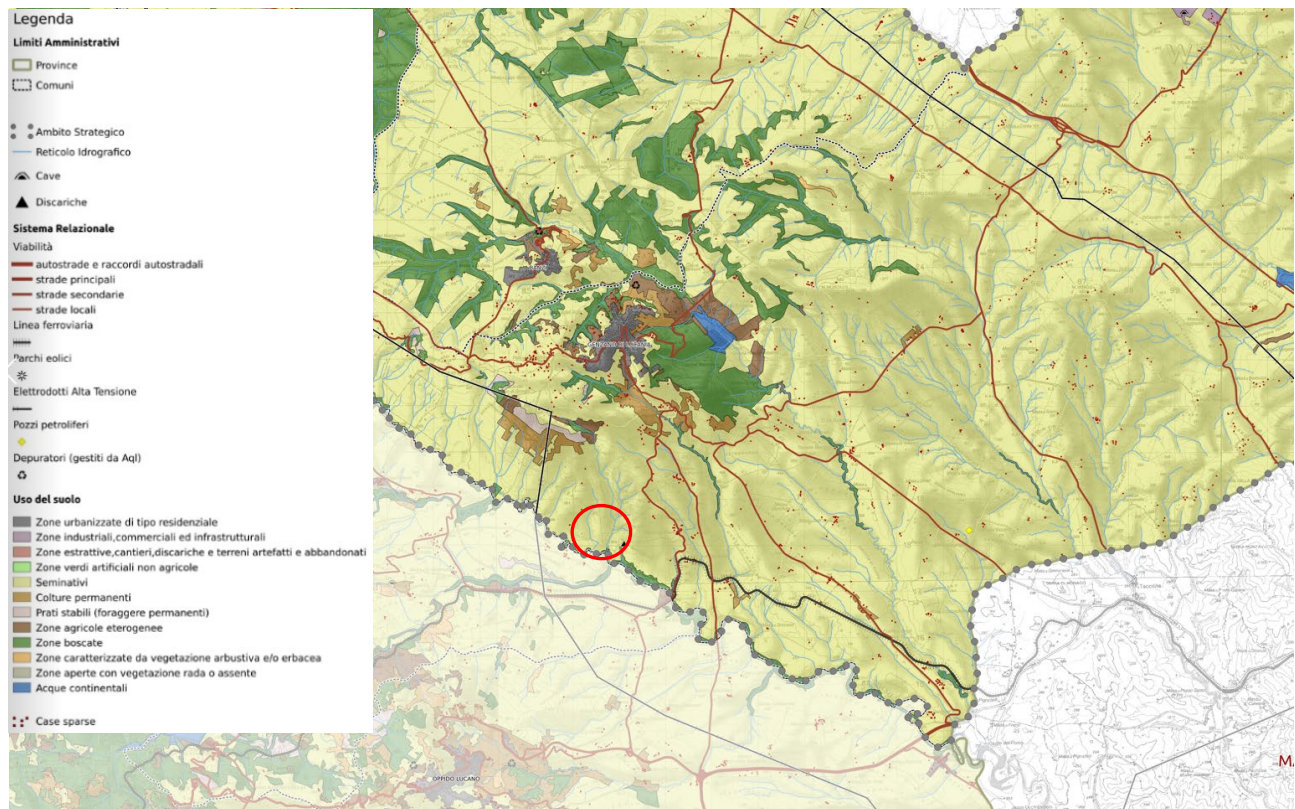 Legenda
Limiti Amministrativi
Province
Comuni
Ambito Strategico
Reticolo Idrografico
Cave
Discariche
Sistema Relazionale
Viabilità
autostrade e raccordi autostradali
strade principali
strade secondarie
strade locali
Linea ferroviaria
Parchi eolici
Elettrodotti Alta Tensione
Pozzi petroliferi
Depuratori (gestiti da Aql)
Uso del suolo
Zone urbanizzate di tipo residenziale
Zone industriali,commerciali ed infrastrutturali
Zone estrattive,cantieri,discariche e terreni artefatti e abbandonati
Zone verdi artificiali non agricole
Seminativi
Colture permanenti
Prati stabili (foraggere permanenti)
Zone agricole eterogenee
Zone boscate
Zone caratterizzate da vegetazione arbustiva e/o erbacea
Zone aperte con vegetazione rada o assente
Acque continentali
Case sparse
GENZANO DI LUCANIA
OPPIDO LUCANO
MA